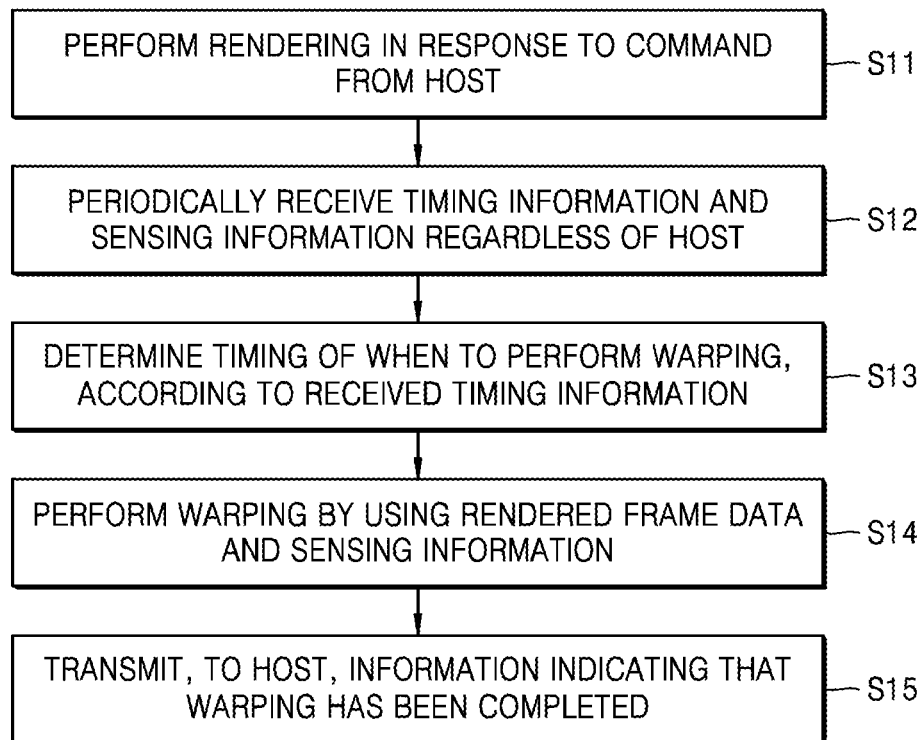 PERFORM RENDERING IN RESPONSE TO COMMAND
FROM HOST
S11
PERIODICALLY RECEIVE TIMING INFORMATION AND
SENSING INFORMATION REGARDLESS OF HOST
S12
DETERMINE TIMING OF WHEN TO PERFORM WARPING,
ACCORDING TO RECEIVED TIMING INFORMATION
S13
PERFORM WARPING BY USING RENDERED FRAME DATA
AND SENSING INFORMATION
S14
TRANSMIT, TO HOST, INFORMATION INDICATING THAT
WARPING HAS BEEN COMPLETED
S15